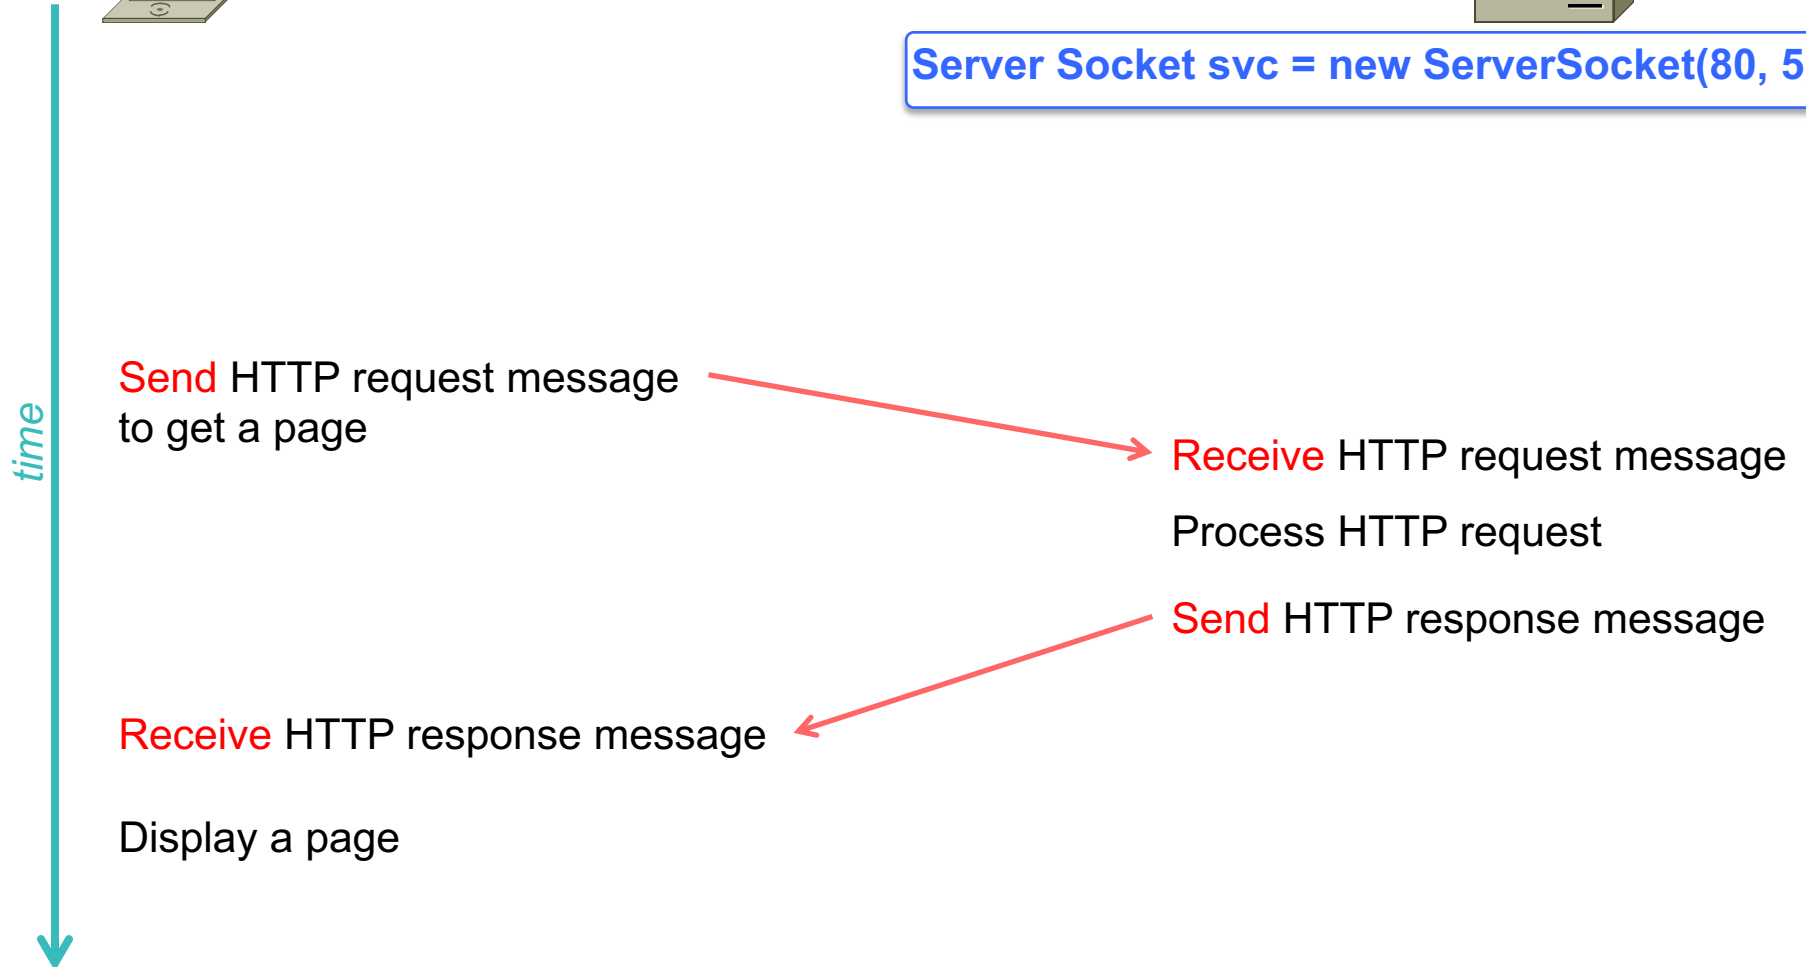 Server Socket svc = new ServerSocket(80, 5
Send HTTP request message
to get a page
time
Receive HTTP request message
Process HTTP request
Send HTTP response message
Receive HTTP response message
Display a page